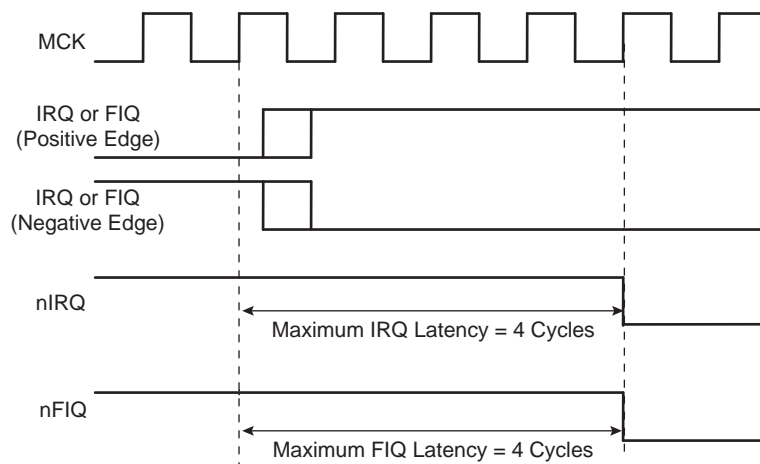 MCK
IRQ or FIQ
(Positive Edge)
IRQ or FIQ
(Negative Edge)
nIRQ
Maximum IRQ Latency = 4 Cycles
nFIQ
Maximum FIQ Latency = 4 Cycles